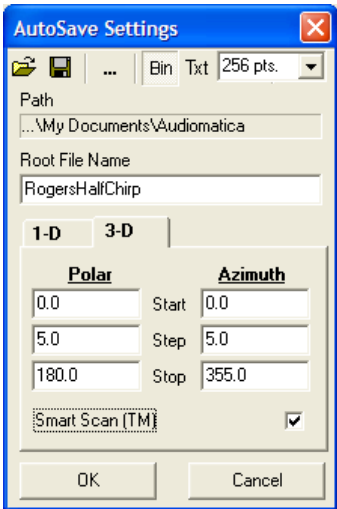 AutoSave Settings
... Bin Txt 256 pts.
Path
...\My Documents\Audiomatica
Root File Name
RogersHalfChirp
1-D 3-D
Polar Azimuth
0.0 Start 0.0
5.0 Step 5.0
180.0 Stop 355.0
Smart Scan (TM)
OK Cancel